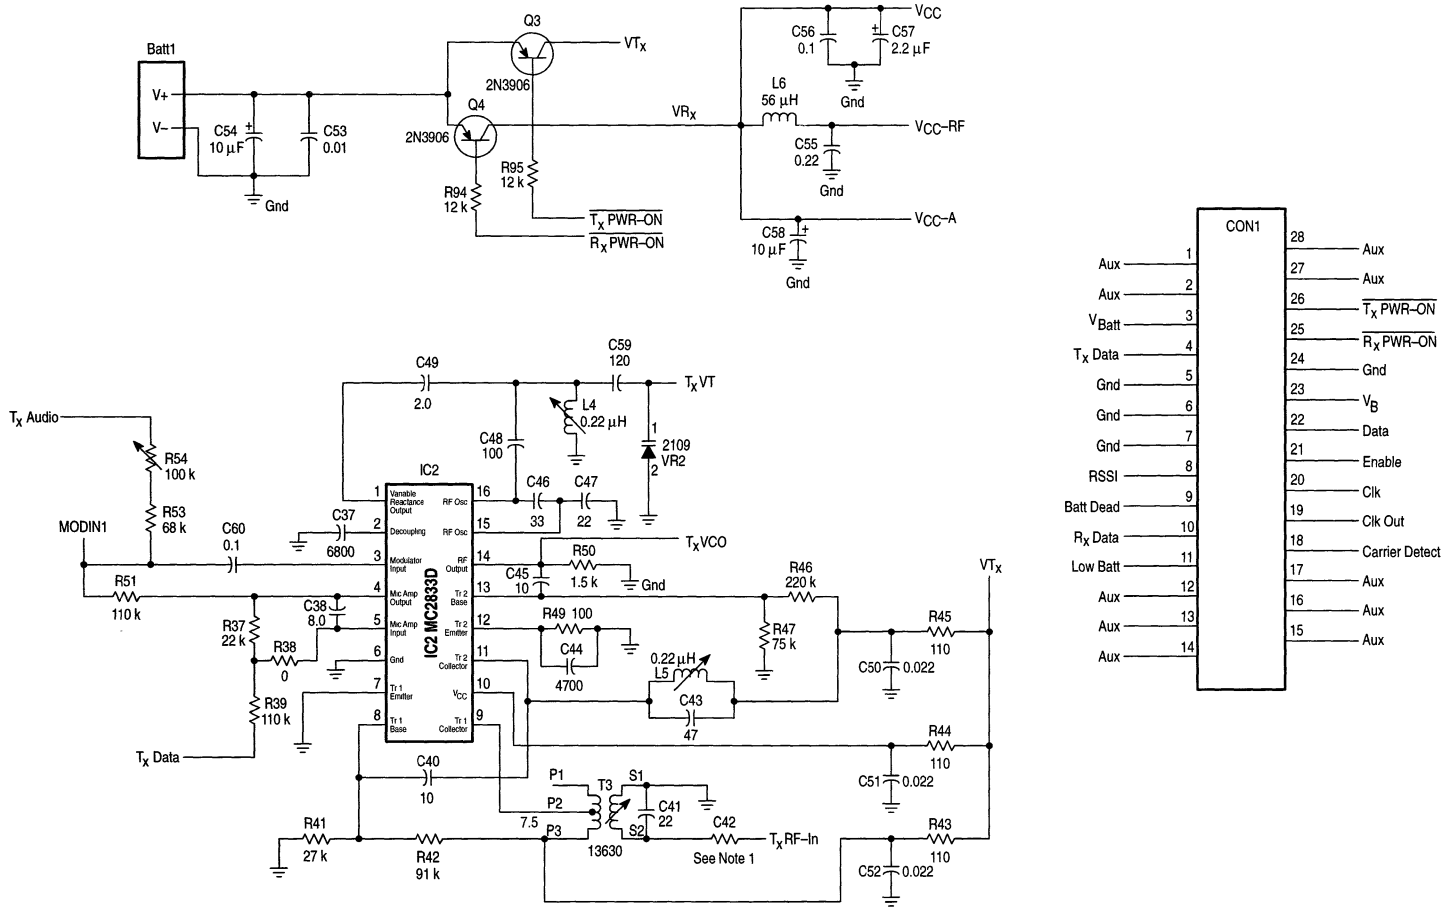 Batt1
V+
V–
C54
10 µF
+
C53
0.01
Gnd
Q3
2N3906
VTX
Q4
2N3906
R94
12 k
R95
12 k
TX PWR–ON
RX PWR–ON
VRX
VCC
C56
0.1
+
C57
2.2 µF
Gnd
L6
56 µH
VCC–RF
C55
0.22
Gnd
VCC–A
C58
10 µF
+
Gnd
CON1
Aux 1
Aux 2
VBatt 3
TX Data 4
Gnd 5
Gnd 6
Gnd 7
RSSI 8
Batt Dead 9
RX Data 10
Low Batt 11
Aux 12
Aux 13
Aux 14
28 Aux
27 Aux
26 TX PWR–ON
25 RX PWR–ON
24 Gnd
23 VB
22 Data
21 Enable
20 Clk
19 Clk Out
18 Carrier Detect
17 Aux
16 Aux
15 Aux
TX Audio
R54
100 k
R53
68 k
MODIN1
C60
0.1
R51
110 k
R37
22 k
R38
0
R39
110 k
TX Data
C38
8.0
C37
6800
C49
2.0
C59
120
TX VT
L4
0.22 µH
1
2109
VR2
2
C48
100
C46
33
C47
22
IC2
IC2 MC2833D
1 Variable Reactance Output
2 Decoupling
3 Modulator Input
4 Mic Amp Output
5 Mic Amp Input
6 Gnd
7 Tr 1 Emitter
8 Tr 1 Base
16 RF Osc
15 RF Osc
14 RF Output
13 Tr 2 Base
12 Tr 2 Emitter
11 Tr 2 Collector
10 VCC
9 Tr 1 Collector
TXVCO
R50
1.5 k
Gnd
C45
10
R49 100
C44
4700
R46
220 k
R47
75 k
VTX
R45
110
C50
0.022
0.22 µH
L5
C43
47
R44
110
C51
0.022
C40
10
P1
P2
7.5
P3
T3
13630
S1
S2
C41
22
C42
See Note 1
TX RF–In
R43
110
C52
0.022
R41
27 k
R42
91 k